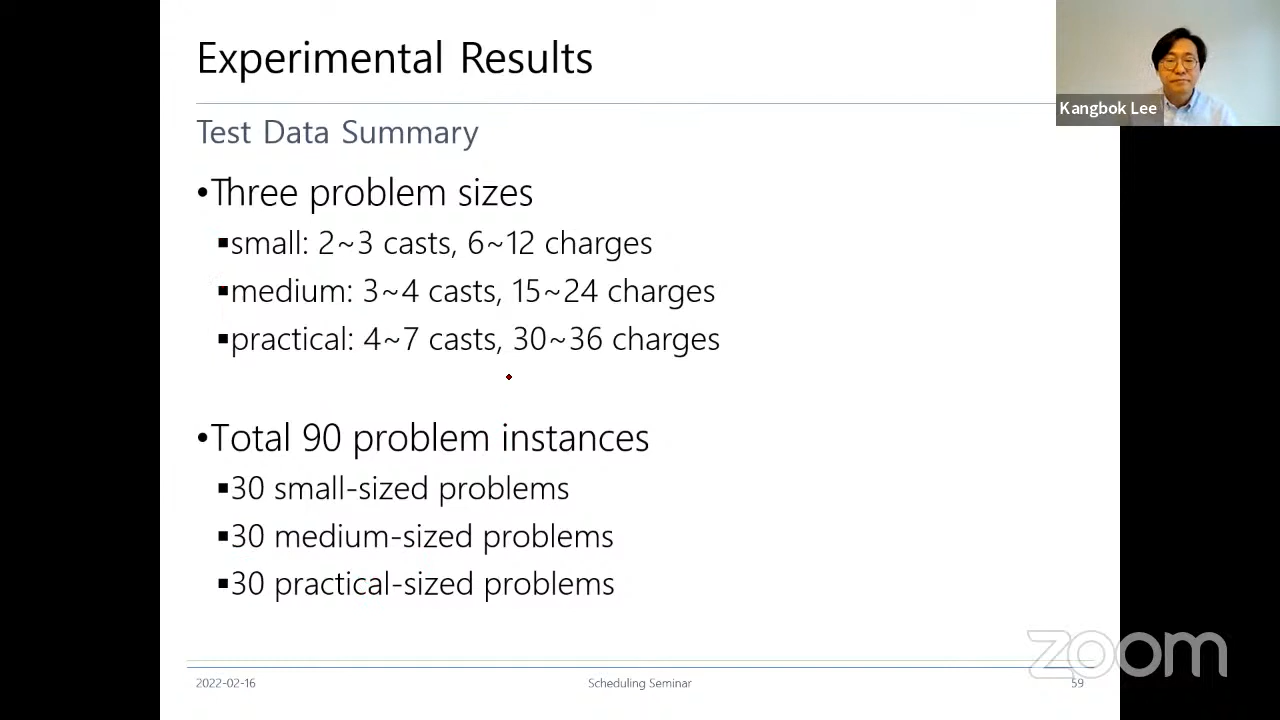 Experimental Results
Kangbok Lee
Test Data Summary
•Three problem sizes
▪small: 2~3 casts, 6~12 charges
▪medium: 3~4 casts, 15~24 charges
▪practical: 4~7 casts, 30~36 charges
•Total 90 problem instances
▪30 small-sized problems
▪30 medium-sized problems
▪30 practical-sized problems
zoom
2022-02-16
Scheduling Seminar
59